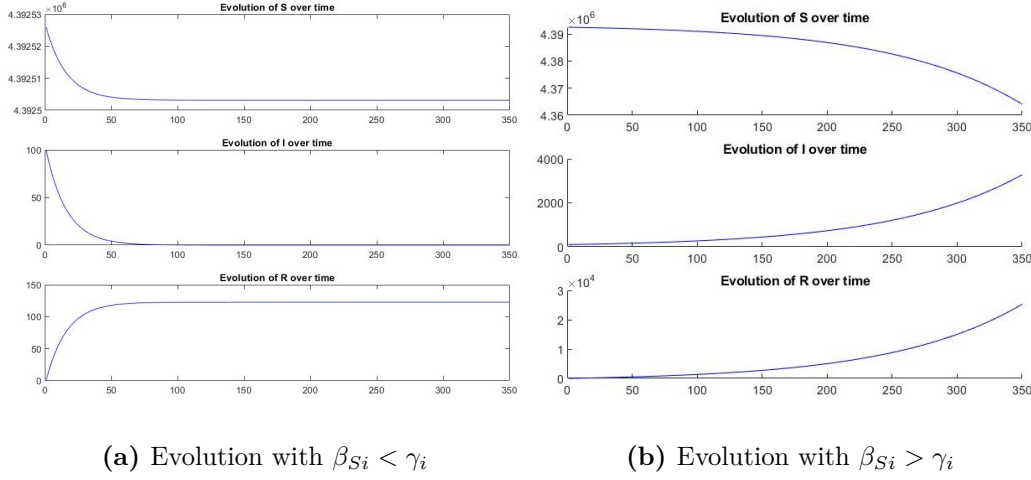 Evolution of S over time
×10⁶
4.39253
4.39252
4.39251
4.3925
0 50 100 150 200 250 300 350
Evolution of I over time
100
50
0
0 50 100 150 200 250 300 350
Evolution of R over time
150
100
50
0
0 50 100 150 200 250 300 350
(a) Evolution with β_{Si} < γ_i
Evolution of S over time
×10⁶
4.39
4.38
4.37
4.36
0 50 100 150 200 250 300 350
Evolution of I over time
4000
2000
0
0 50 100 150 200 250 300 350
Evolution of R over time
×10⁴
3
2
1
0
0 50 100 150 200 250 300 350
(b) Evolution with β_{Si} > γ_i